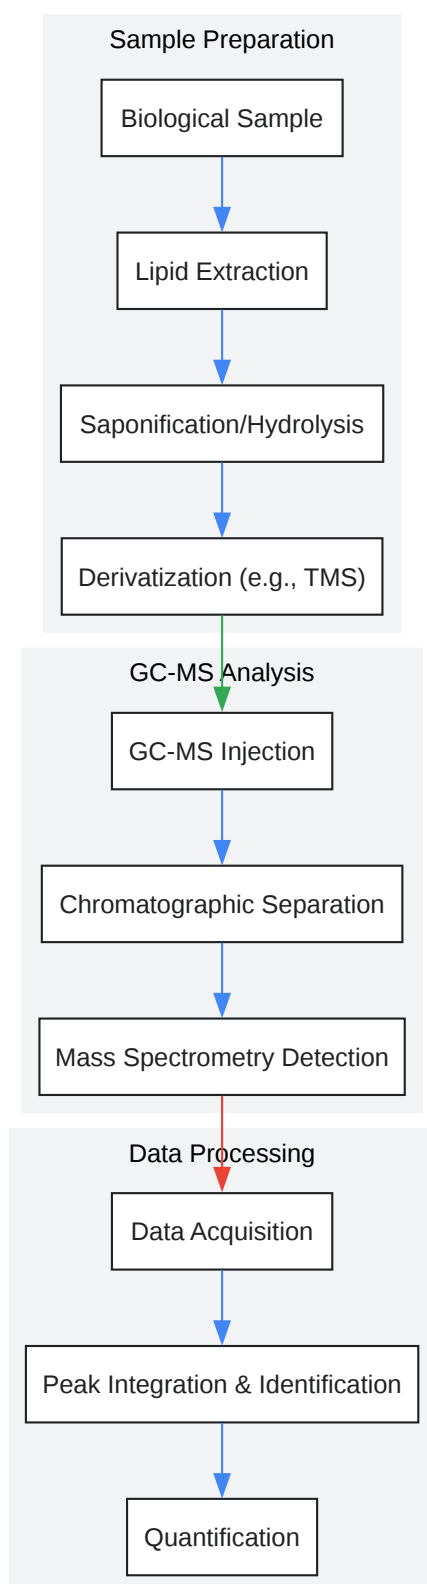 Sample Preparation
Biological Sample
Lipid Extraction
Saponification/Hydrolysis
Derivatization (e.g., TMS)
GC-MS Analysis
GC-MS Injection
Chromatographic Separation
Mass Spectrometry Detection
Data Processing
Data Acquisition
Peak Integration & Identification
Quantification